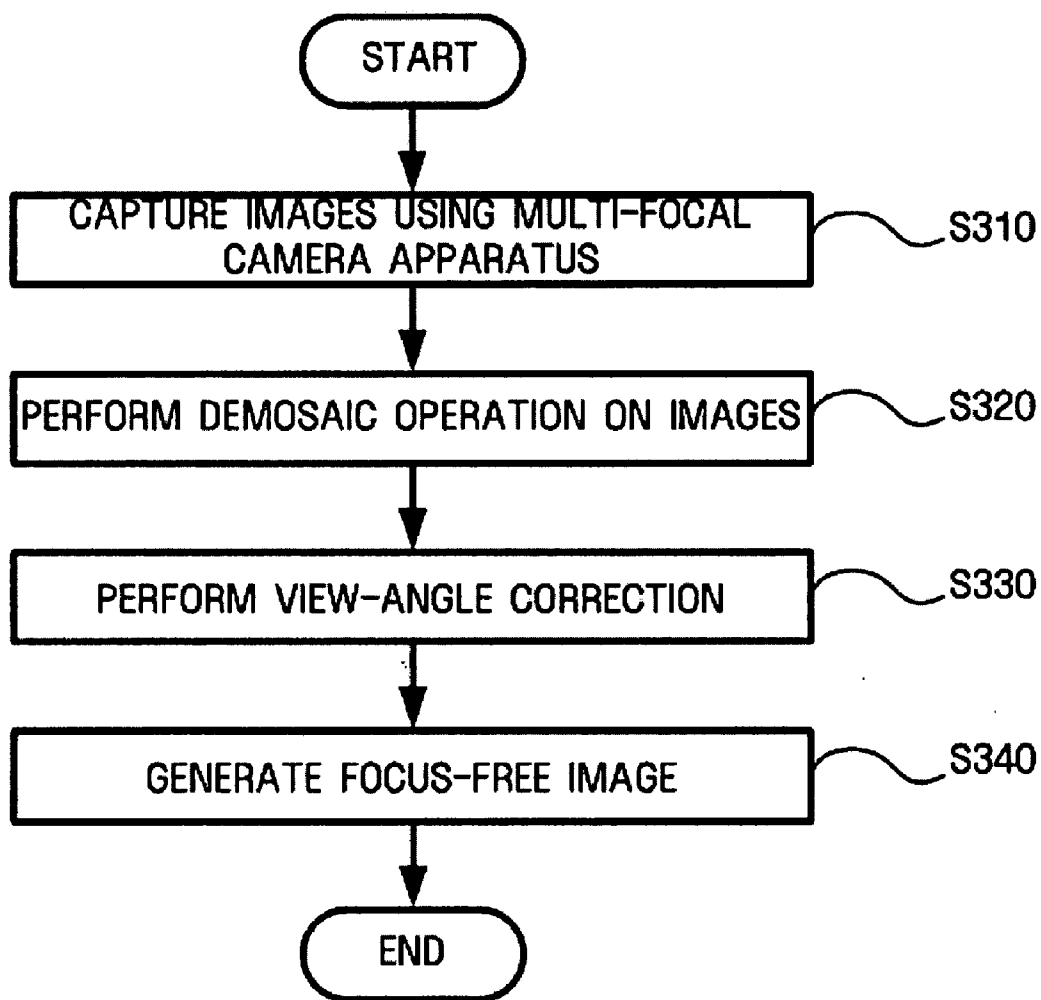 START
CAPTURE IMAGES USING MULTI-FOCAL
CAMERA APPARATUS
S310
PERFORM DEMOSAIC OPERATION ON IMAGES
S320
PERFORM VIEW-ANGLE CORRECTION
S330
GENERATE FOCUS-FREE IMAGE
S340
END